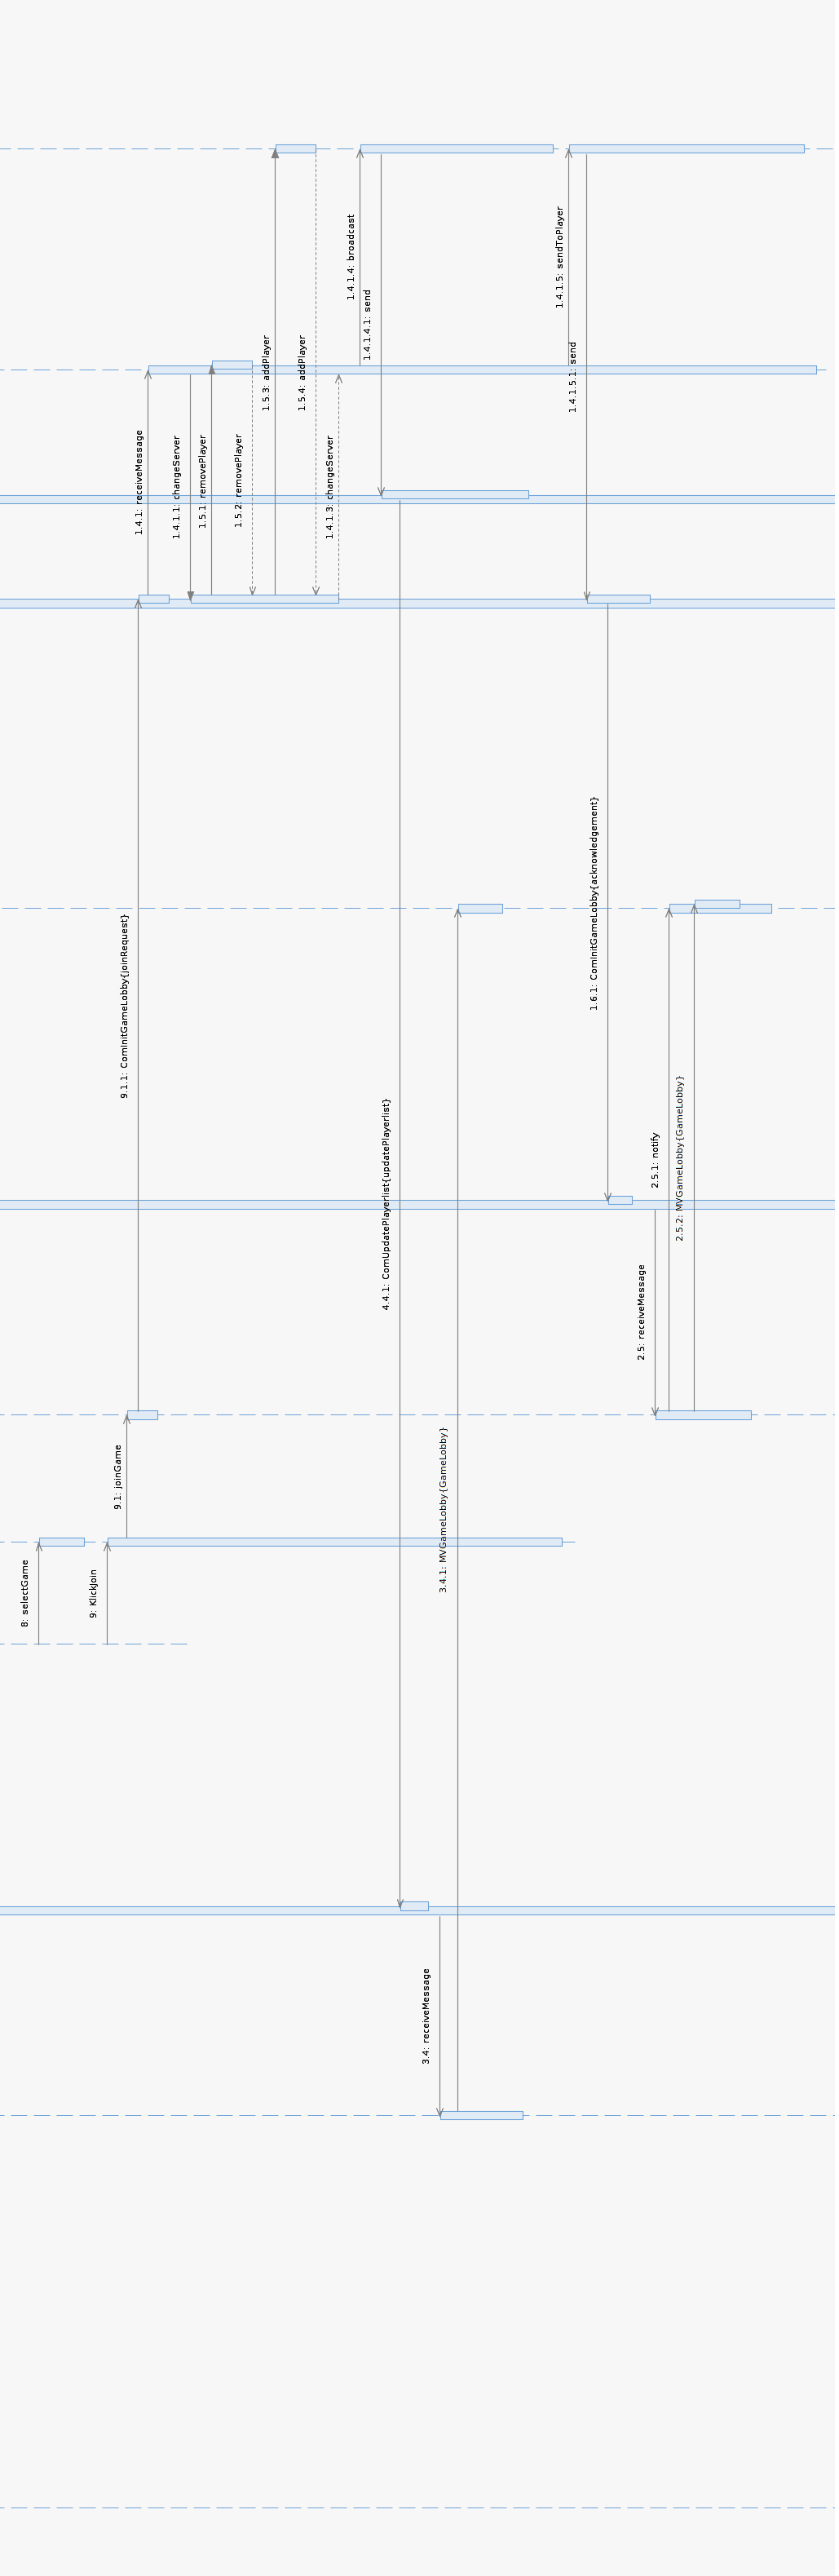 8: selectGame
9: KlickJoin
9.1: joinGame
9.1.1: ComInitGameLobby{joinRequest}
1.4.1: receiveMessage
1.4.1.1: changeServer
1.5.1: removePlayer
1.5.2: removePlayer
1.5.3: addPlayer
1.5.4: addPlayer
1.4.1.3: changeServer
1.4.1.4: broadcast
1.4.1.4.1: send
4.4.1: ComUpdatePlayerlist{updatePlayerlist}
3.4: receiveMessage
3.4.1: MVGameLobby{GameLobby}
1.4.1.5: sendToPlayer
1.4.1.5.1: send
1.6.1: ComInitGameLobby{acknowledgement}
2.5: receiveMessage
2.5.1: notify
2.5.2: MVGameLobby{GameLobby}